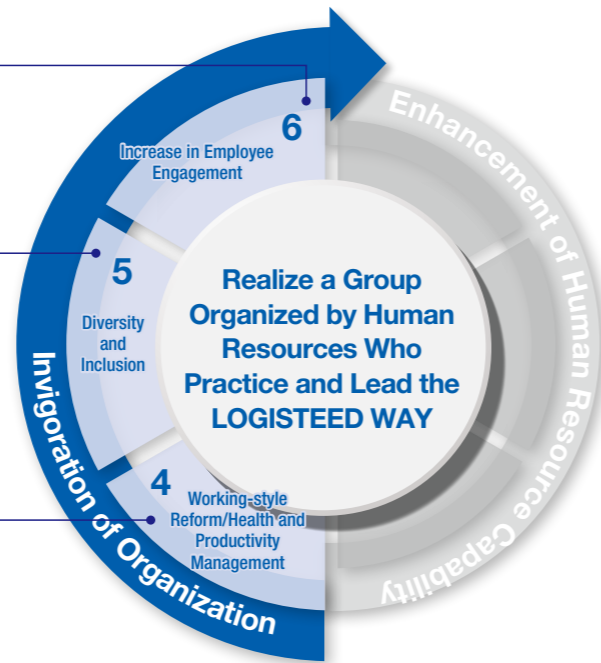 6
Increase in Employee
Engagement
5
Diversity
and
Inclusion
4
Working-style
Reform/Health and
Productivity
Management
Realize a Group
Organized by Human
Resources Who
Practice and Lead the
LOGISTEED WAY
Invigoration of Organization
Enhancement of Human Resource Capability